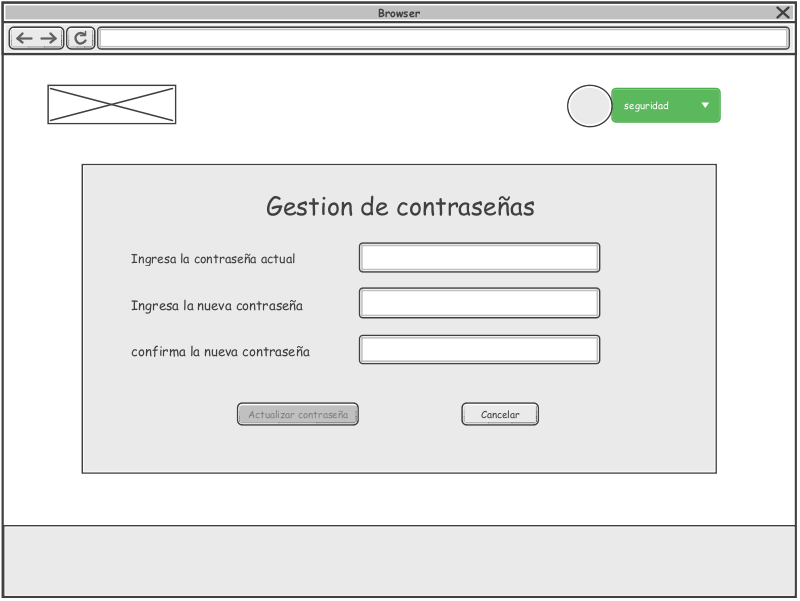 Browser
seguridad
Gestion de contraseñas
Ingresa la contraseña actual
Ingresa la nueva contraseña
confirma la nueva contraseña
Actualizar contraseña
Cancelar